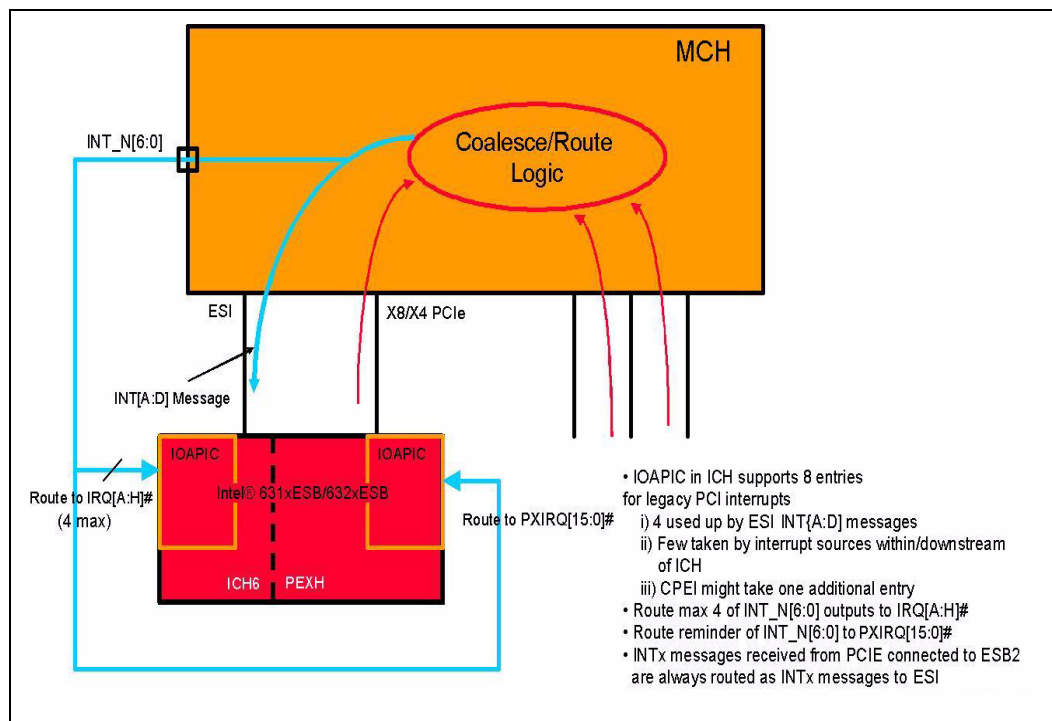 MCH
INT_N[6:0]
Coalesce/Route
Logic
ESI
X8/X4 PCIe
INT[A:D] Message
IOAPIC
IOAPIC
Intel® 631xESB/632xESB
Route to IRQ[A:H]#
(4 max)
Route to PXIRQ[15:0]#
ICH6
PEXH
• IOAPIC in ICH supports 8 entries
for legacy PCI interrupts
i) 4 used up by ESI INT{A:D] messages
ii) Few taken by interrupt sources within/downstream
of ICH
iii) CPEI might take one additional entry
• Route max 4 of INT_N[6:0] outputs to IRQ[A:H]#
• Route reminder of INT_N[6:0] to PXIRQ[15:0]#
• INTx messages received from PCIE connected to ESB2
are always routed as INTx messages to ESI